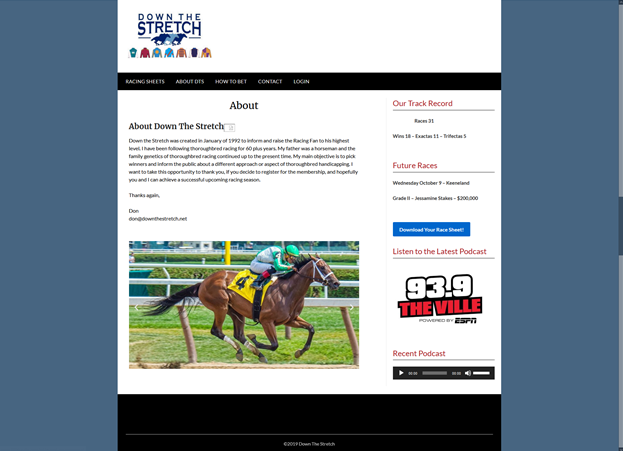 DOWN THE
STRETCH
RACING SHEETS ABOUT DTS HOW TO BET CONTACT LOGIN
About
About Down The Stretch
Down the Stretch was created in January of 1992 to inform and raise the Racing Fan to his highest
level. I have been following thoroughbred racing for 60 plus years. My father was a horseman and the
family genetics of thoroughbred racing continued up to the present time. My main objective is to pick
winners and inform the public about a different approach or aspect of thoroughbred handicapping. I
want to take this opportunity to thank you, if you decide to register for the membership, and hopefully
you and I can achieve a successful upcoming racing season.
Thanks again,
Don
don@downthestretch.net
4
Our Track Record
Races 31
Wins 18 – Exactas 11 – Trifectas 5
Future Races
Wednesday October 9 – Keeneland
Grade II – Jessamine Stakes – $200,000
Download Your Race Sheet!
Listen to the Latest Podcast
93.9
THE VILLE
POWERED BY ESPN
Recent Podcast
00:00 00:00
©2019 Down The Stretch